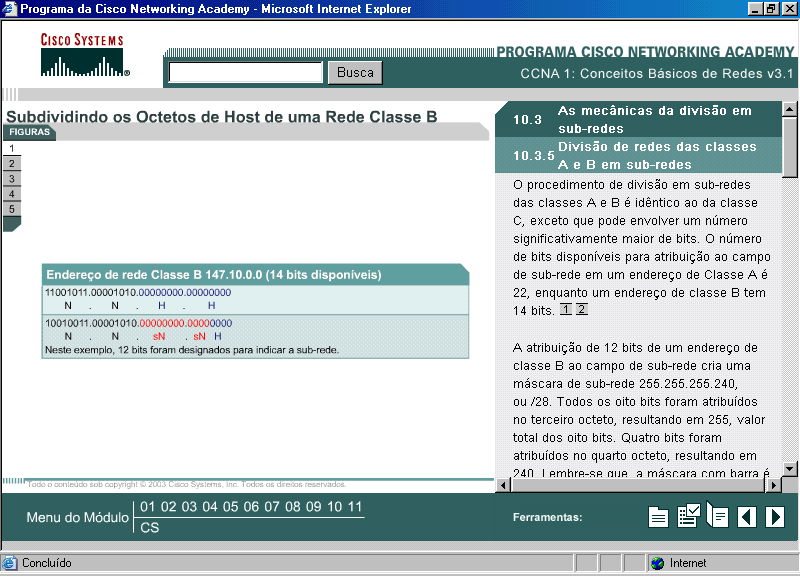 Programa da Cisco Networking Academy - Microsoft Internet Explorer
CISCO SYSTEMS
Busca
PROGRAMA CISCO NETWORKING ACADEMY
CCNA 1: Conceitos Básicos de Redes v3.1
Subdividindo os Octetos de Host de uma Rede Classe B
FIGURAS
1
2
3
4
5
Endereço de rede Classe B 147.10.0.0 (14 bits disponíveis)
11001011.00001010.00000000.00000000
N . N . H . H
10010011.00001010.00000000.00000000
N . N . sN . sN H
Neste exemplo, 12 bits foram designados para indicar a sub-rede.
10.3 As mecânicas da divisão em
sub-redes
10.3.5 Divisão de redes das classes
A e B em sub-redes
O procedimento de divisão em sub-redes
das classes A e B é idêntico ao da classe
C, exceto que pode envolver um número
significativamente maior de bits. O número
de bits disponíveis para atribuição ao campo
de sub-rede em um endereço de Classe A é
22, enquanto um endereço de classe B tem
14 bits. 1 2
A atribuição de 12 bits de um endereço de
classe B ao campo de sub-rede cria uma
máscara de sub-rede 255.255.255.240,
ou /28. Todos os oito bits foram atribuídos
no terceiro octeto, resultando em 255, valor
total dos oito bits. Quatro bits foram
atribuídos no quarto octeto, resultando em
240. Lembre-se que a máscara com barra é
Todo o conteúdo sob copyright © 2003 Cisco Systems, Inc. Todos os direitos reservados.
Menu do Módulo
01 02 03 04 05 06 07 08 09 10 11
CS
Ferramentas:
Concluído
Internet